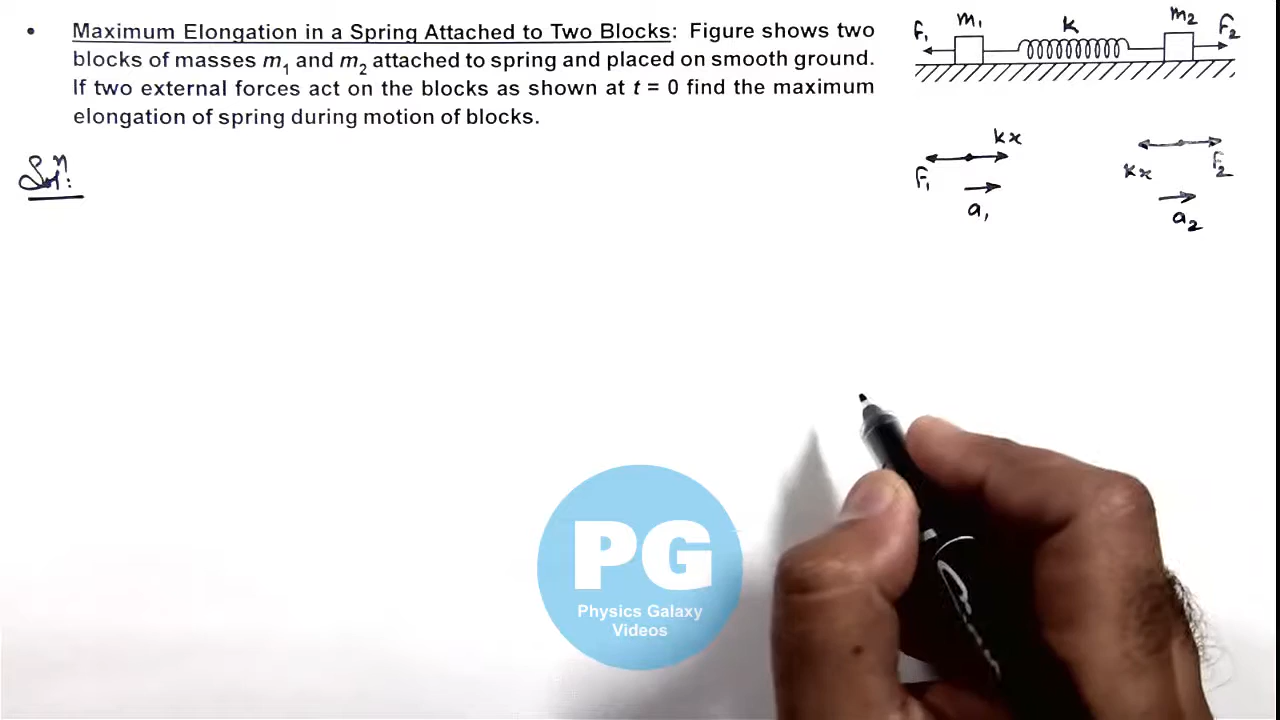 • Maximum Elongation in a Spring Attached to Two Blocks: Figure shows two
blocks of masses m₁ and m₂ attached to spring and placed on smooth ground.
If two external forces act on the blocks as shown at t = 0 find the maximum
elongation of spring during motion of blocks.
F₁ m₁ k m₂ F₂
Solⁿ:
kx
F₁
a₁
kx F₂
a₂
PG
Physics Galaxy
Videos